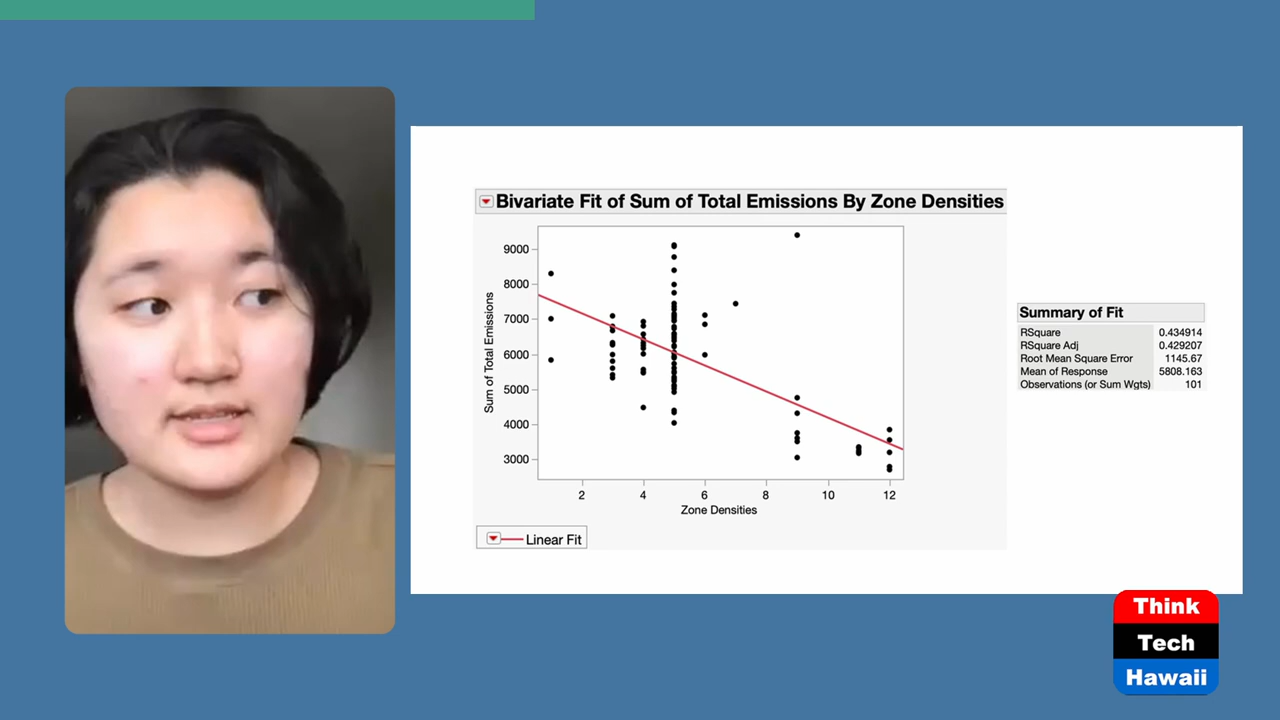 Bivariate Fit of Sum of Total Emissions By Zone Densities
9000
8000
7000
6000
5000
4000
3000
Sum of Total Emissions
2 4 6 8 10 12
Zone Densities
Linear Fit
Summary of Fit
RSquare 0.434914
RSquare Adj 0.429207
Root Mean Square Error 1145.67
Mean of Response 5808.163
Observations (or Sum Wgts) 101
Think
Tech
Hawaii